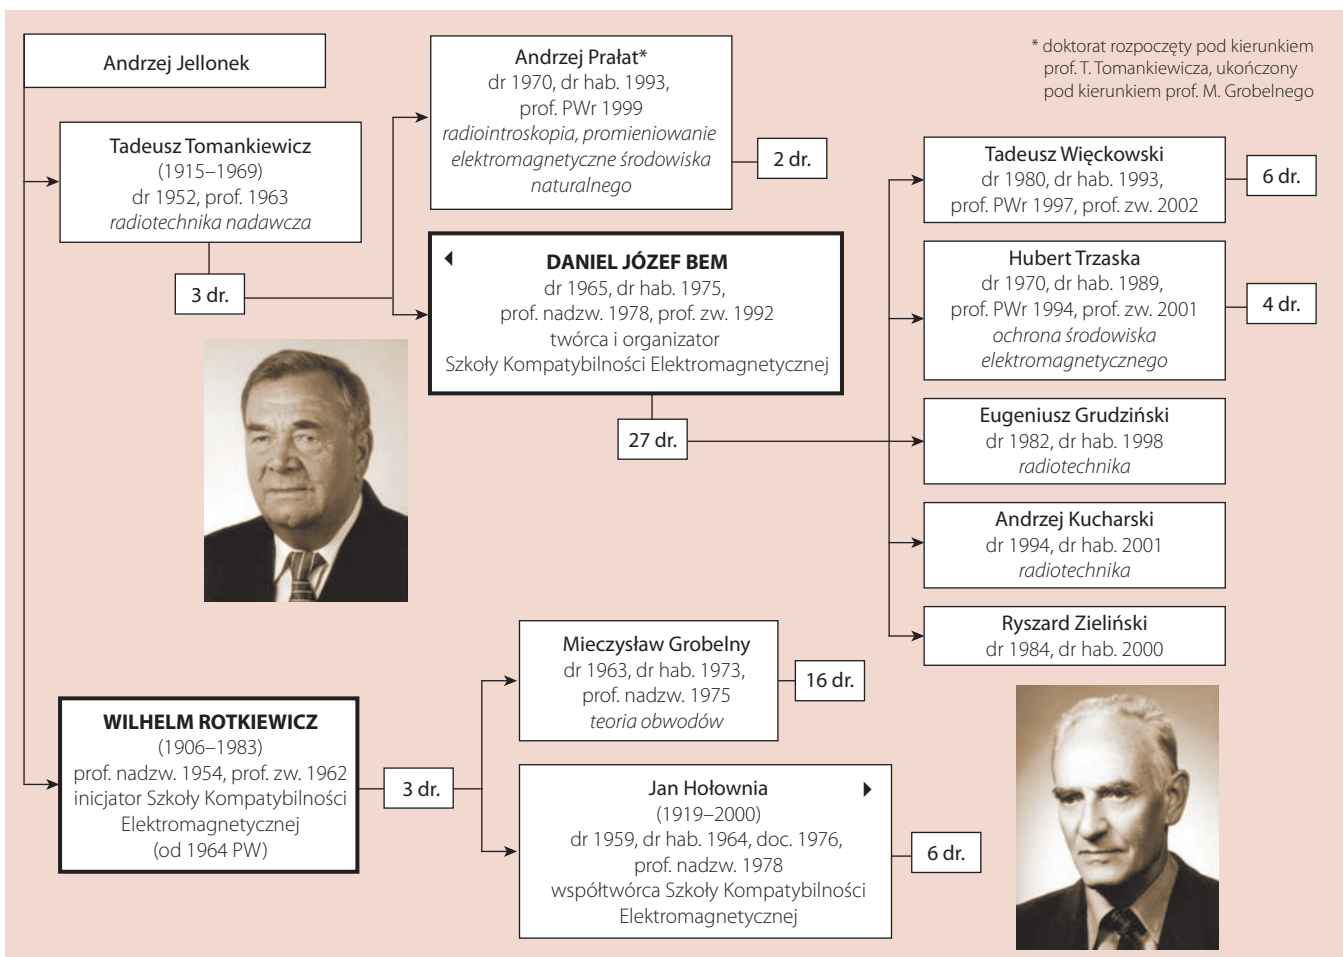 Andrzej Jellonek
Tadeusz Tomankiewicz
(1915–1969)
dr 1952, prof. 1963
radiotechnika nadawcza
3 dr.
Andrzej Prałat*
dr 1970, dr hab. 1993,
prof. PWr 1999
radiointroskopia, promieniowanie
elektromagnetyczne środowiska
naturalnego
2 dr.
* doktorat rozpoczęty pod kierunkiem
prof. T. Tomankiewicza, ukończony
pod kierunkiem prof. M. Grobelnego
DANIEL JÓZEF BEM
dr 1965, dr hab. 1975,
prof. nadzw. 1978, prof. zw. 1992
twórca i organizator
Szkoły Kompatybilności Elektromagnetycznej
27 dr.
Tadeusz Więckowski
dr 1980, dr hab. 1993,
prof. PWr 1997, prof. zw. 2002
6 dr.
Hubert Trzaska
dr 1970, dr hab. 1989,
prof. PWr 1994, prof. zw. 2001
ochrona środowiska
elektromagnetycznego
4 dr.
Eugeniusz Grudziński
dr 1982, dr hab. 1998
radiotechnika
Andrzej Kucharski
dr 1994, dr hab. 2001
radiotechnika
Ryszard Zieliński
dr 1984, dr hab. 2000
WILHELM ROTKIEWICZ
(1906–1983)
prof. nadzw. 1954, prof. zw. 1962
inicjator Szkoły Kompatybilności
Elektromagnetycznej
(od 1964 PW)
3 dr.
Mieczysław Grobelny
dr 1963, dr hab. 1973,
prof. nadzw. 1975
teoria obwodów
16 dr.
Jan Hołownia
(1919–2000)
dr 1959, dr hab. 1964, doc. 1976,
prof. nadzw. 1978
współtwórca Szkoły Kompatybilności
Elektromagnetycznej
6 dr.